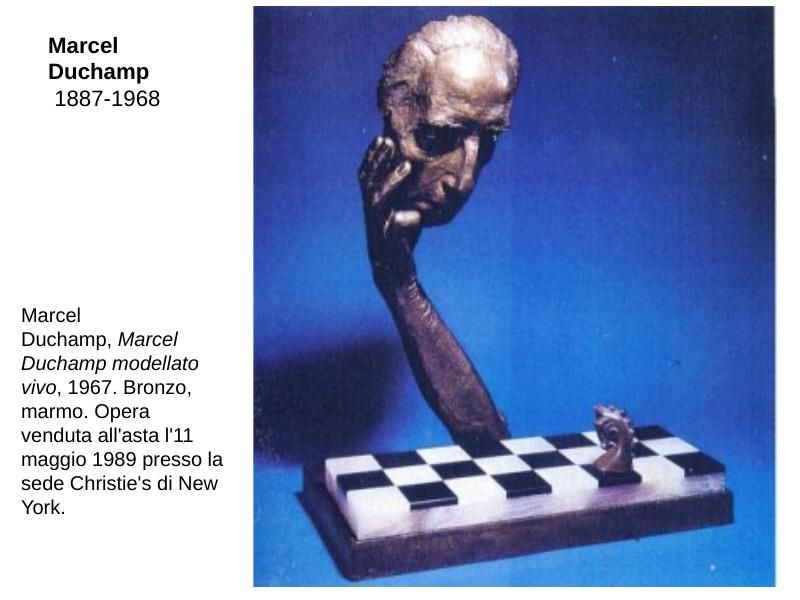 Marcel
Duchamp
1887-1968
Marcel
Duchamp, Marcel
Duchamp modellato
vivo, 1967. Bronzo,
marmo. Opera
venduta all'asta l'11
maggio 1989 presso la
sede Christie's di New
York.